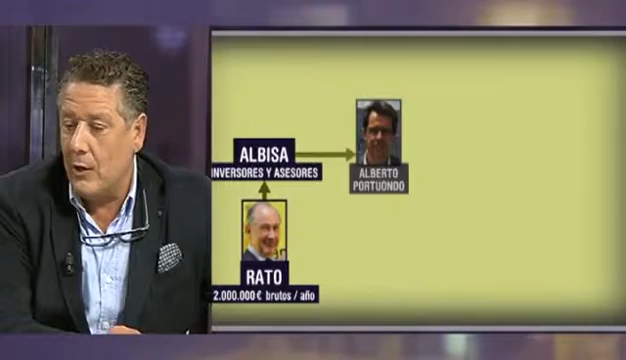 ALBISA
INVERSORES Y ASESORES
ALBERTO
PORTUONDO
RATO
2.000.000 € brutos / año